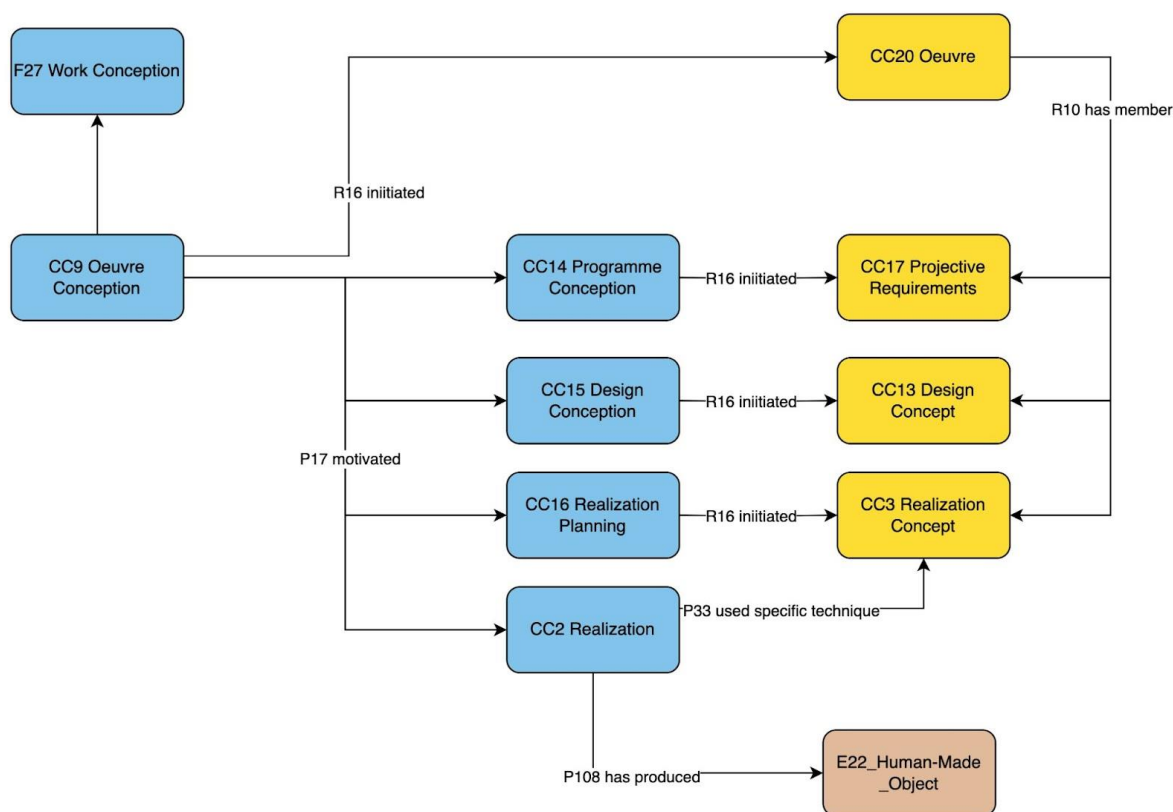 CC20 Oeuvre
F27 Work Conception
R10 has member
R16 iniitiated
CC9 Oeuvre
Conception
CC14 Programme
Conception
R16 iniitiated
CC17 Projective
Requirements
CC15 Design
Conception
R16 iniitiated
CC13 Design
Concept
P17 motivated
CC16 Realization
Planning
R16 iniitiated
CC3 Realization
Concept
CC2 Realization
P33 used specific technique
P108 has produced
E22_Human-Made
_Object